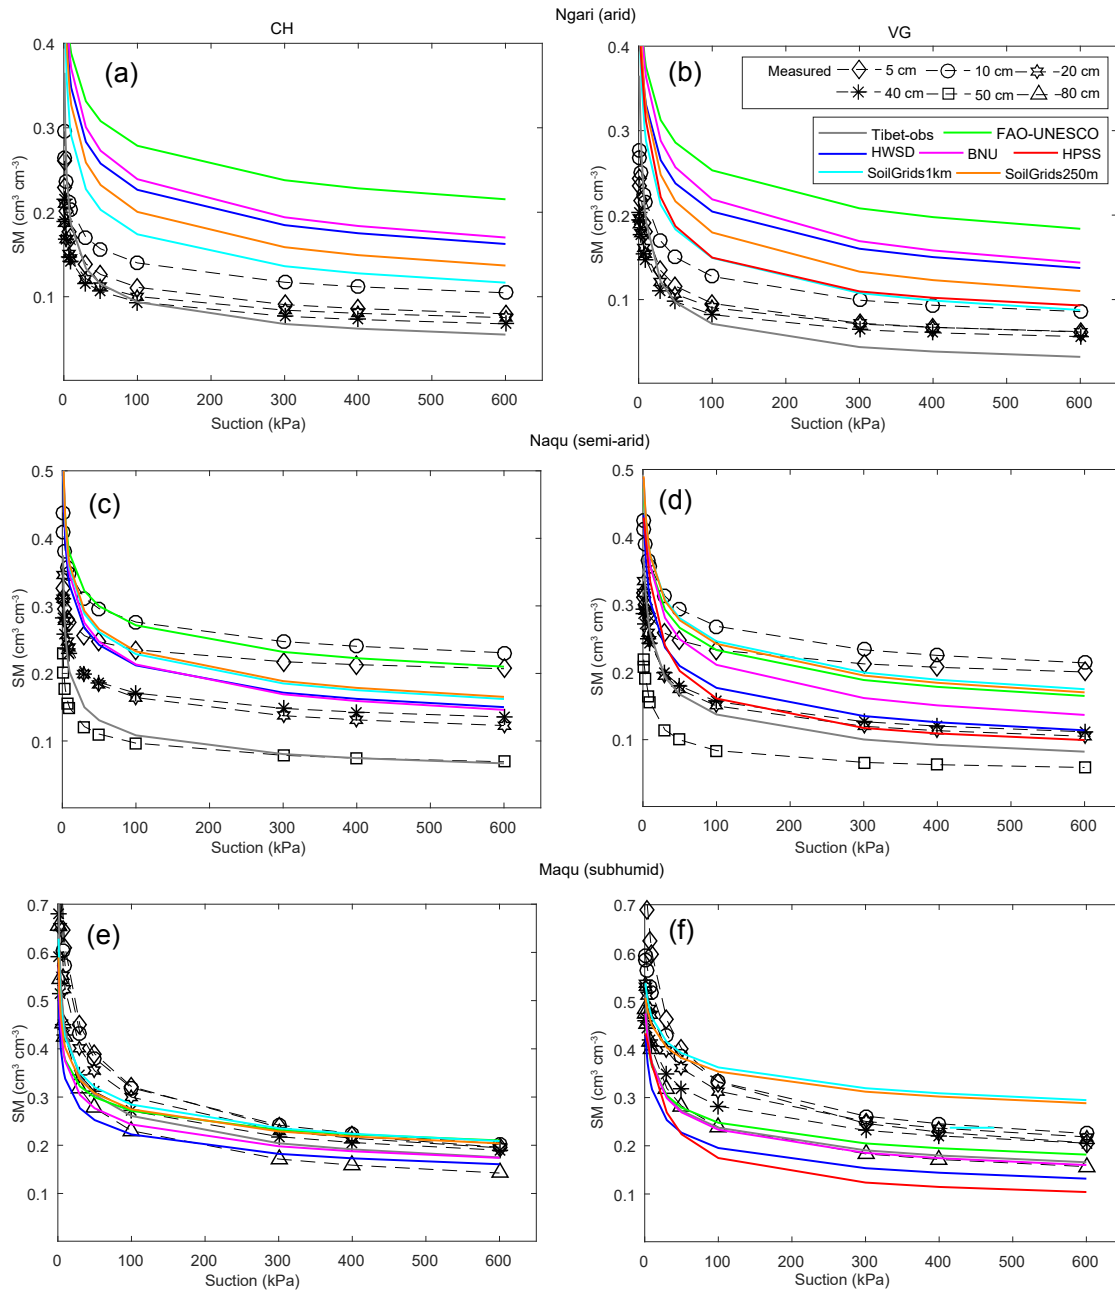 Ngari (arid)
CH
VG
(a)
0.4
0.3
0.2
0.1
SM (cm³ cm⁻³)
0 100 200 300 400 500 600
Suction (kPa)
(b)
0.4
0.3
0.2
0.1
SM (cm³ cm⁻³)
Measured 5 cm 10 cm 20 cm
40 cm 50 cm 80 cm
Tibet-obs FAO-UNESCO
HWSD BNU HPSS
SoilGrids1km SoilGrids250m
0 100 200 300 400 500 600
Suction (kPa)
Naqu (semi-arid)
(c)
0.5
0.4
0.3
0.2
0.1
SM (cm³ cm⁻³)
0 100 200 300 400 500 600
Suction (kPa)
(d)
0.5
0.4
0.3
0.2
0.1
SM (cm³ cm⁻³)
0 100 200 300 400 500 600
Suction (kPa)
Maqu (subhumid)
(e)
0.7
0.6
0.5
0.4
0.3
0.2
0.1
SM (cm³ cm⁻³)
0 100 200 300 400 500 600
Suction (kPa)
(f)
0.7
0.6
0.5
0.4
0.3
0.2
0.1
SM (cm³ cm⁻³)
0 100 200 300 400 500 600
Suction (kPa)